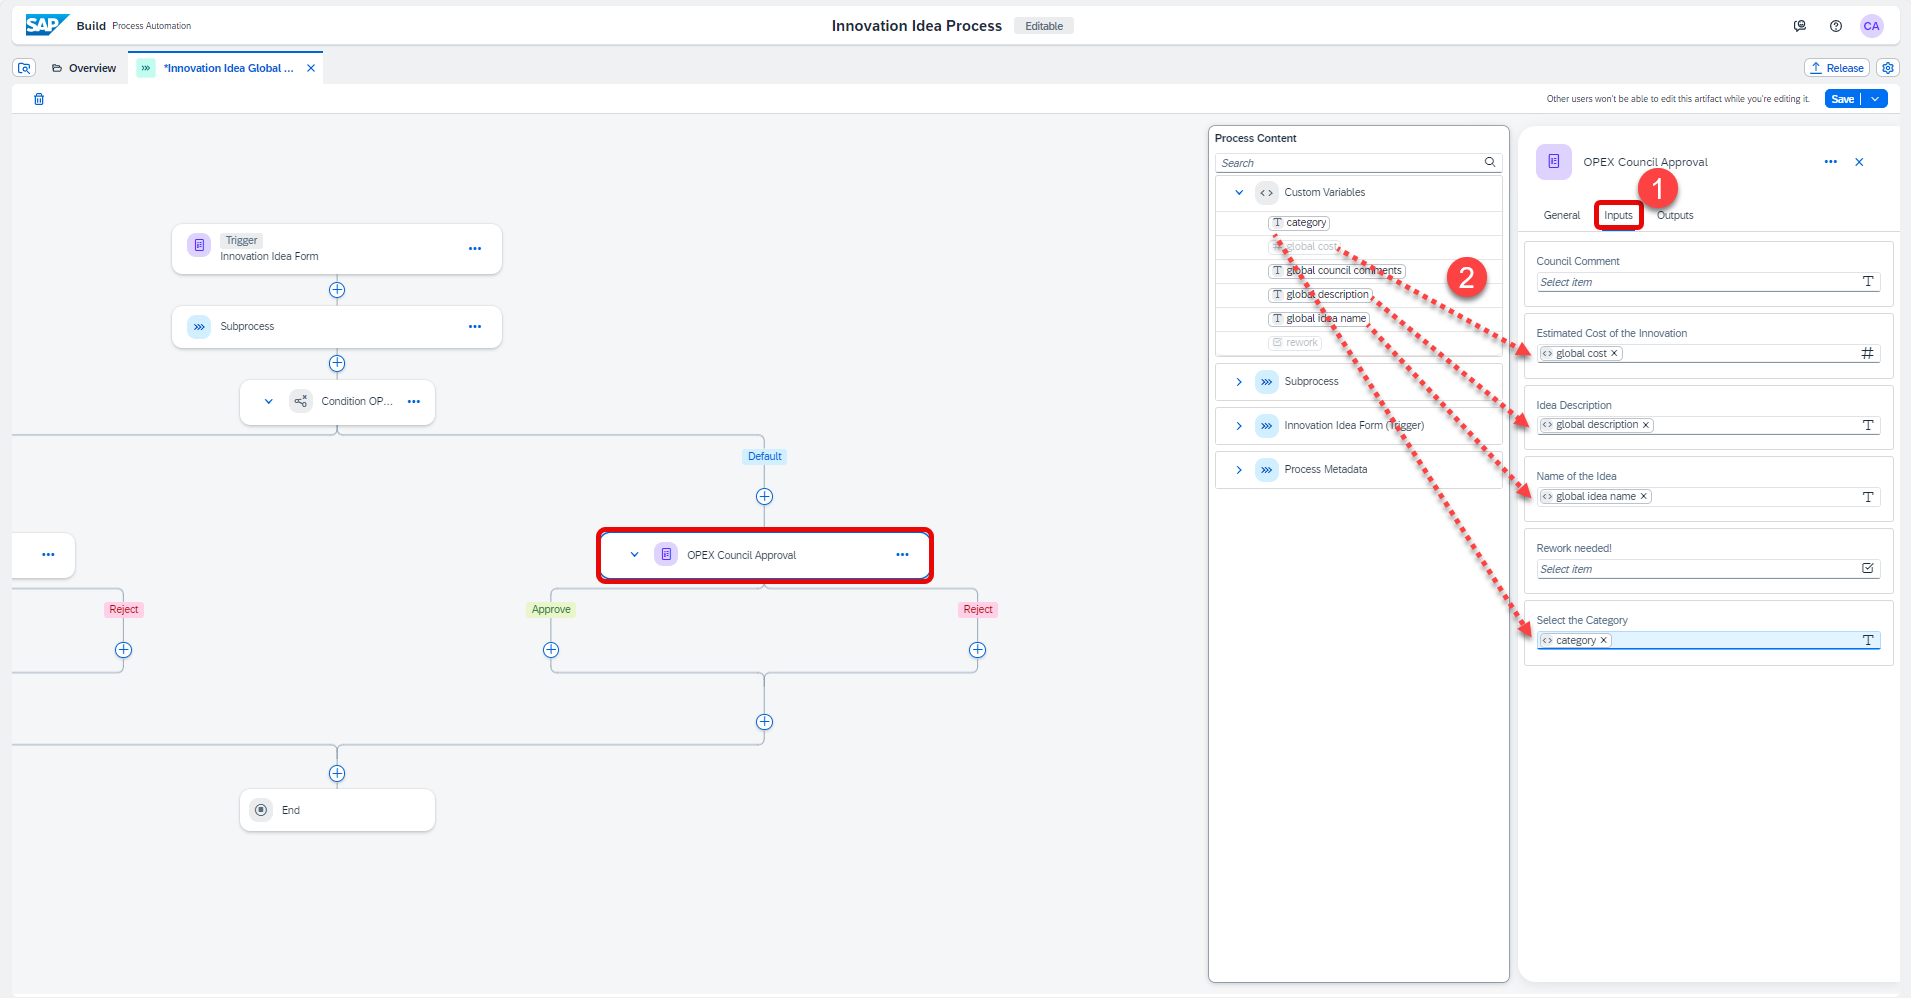 SAP Build Process Automation
Innovation Idea Process Editable
CA
Overview
*Innovation Idea Global ...
Release
Other users won't be able to edit this artifact while you're editing it.
Save
Trigger
Innovation Idea Form
Subprocess
Condition OP...
Default
OPEX Council Approval
Reject
Approve
Reject
End
Process Content
Search
Custom Variables
category
global cost
global council comments
global description
global idea name
rework
Subprocess
Innovation Idea Form (Trigger)
Process Metadata
2
OPEX Council Approval
1
General Inputs Outputs
Council Comment
Select item
Estimated Cost of the Innovation
global cost
Idea Description
global description
Name of the Idea
global idea name
Rework needed!
Select item
Select the Category
category